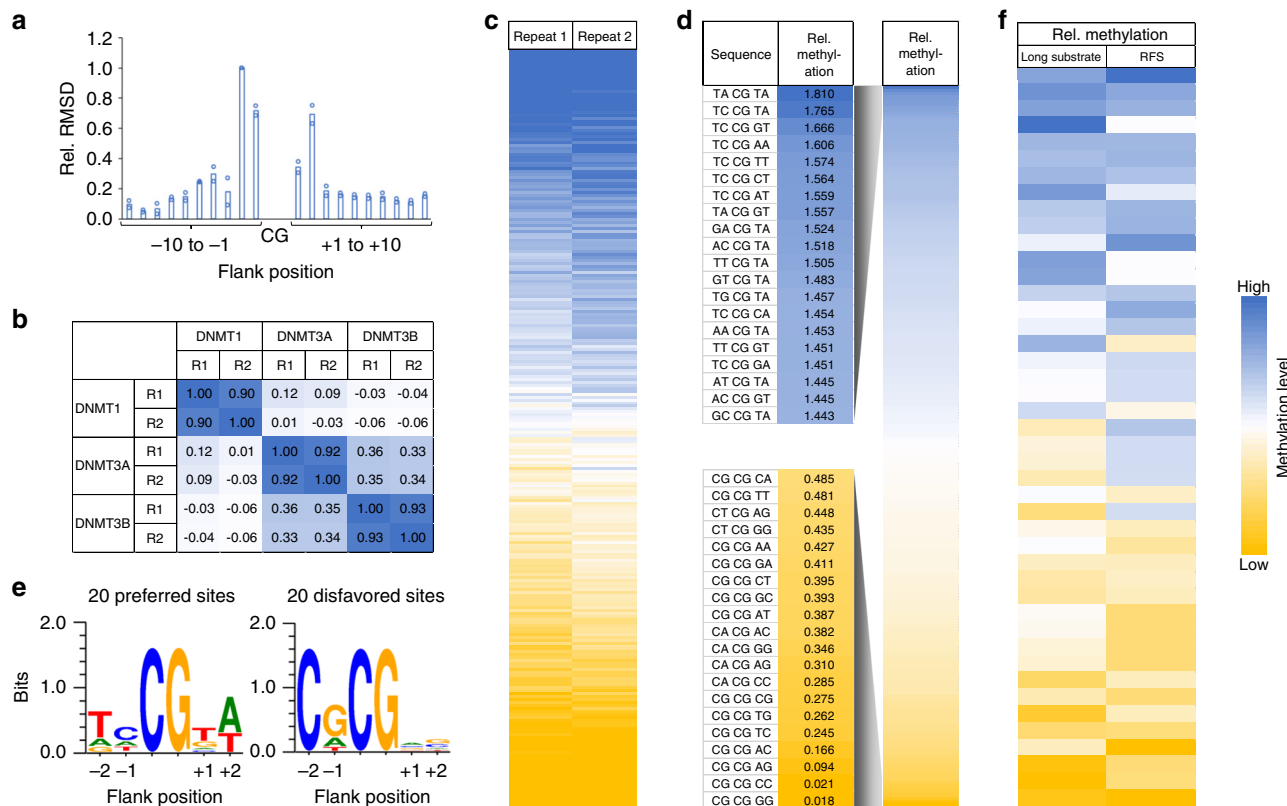 a
1.2
1.0
0.8
0.6
0.4
0.2
0.0
Rel. RMSD
–10 to –1
CG
+1 to +10
Flank position
b
DNMT1 DNMT3A DNMT3B
R1 R2 R1 R2 R1 R2
DNMT1
R1 1.00 0.90 0.12 0.09 -0.03 -0.04
R2 0.90 1.00 0.01 -0.03 -0.06 -0.06
DNMT3A
R1 0.12 0.01 1.00 0.92 0.36 0.33
R2 0.09 -0.03 0.92 1.00 0.35 0.34
DNMT3B
R1 -0.03 -0.06 0.36 0.35 1.00 0.93
R2 -0.04 -0.06 0.33 0.34 0.93 1.00
e
20 preferred sites
2.0
1.0
0.0
Bits
T A G C A T C G T G A T
–2 –1 +1 +2
Flank position
20 disfavored sites
2.0
1.0
0.0
C G A T C G
–2 –1 +1 +2
Flank position
c
Repeat 1 Repeat 2
d
Sequence
Rel.
methyl-
ation
Rel.
methyl-
ation
TA CG TA 1.810
TC CG TA 1.765
TC CG GT 1.666
TC CG AA 1.606
TC CG TT 1.574
TC CG CT 1.564
TC CG AT 1.559
TA CG GT 1.557
GA CG TA 1.524
AC CG TA 1.518
TT CG TA 1.505
GT CG TA 1.483
TG CG TA 1.457
TC CG CA 1.454
AA CG TA 1.453
TT CG GT 1.451
TC CG GA 1.451
AT CG TA 1.445
AC CG GT 1.445
GC CG TA 1.443
CG CG CA 0.485
CG CG TT 0.481
CT CG AG 0.448
CT CG GG 0.435
CG CG AA 0.427
CG CG GA 0.411
CG CG CT 0.395
CG CG GC 0.393
CG CG AT 0.387
CA CG AC 0.382
CA CG GG 0.346
CA CG AG 0.310
CA CG CC 0.285
CG CG CG 0.275
CG CG TG 0.262
CG CG TC 0.245
CG CG AC 0.166
CG CG AG 0.094
CG CG CC 0.021
CG CG GG 0.018
f
Rel. methylation
Long substrate RFS
High
Methylation level
Low